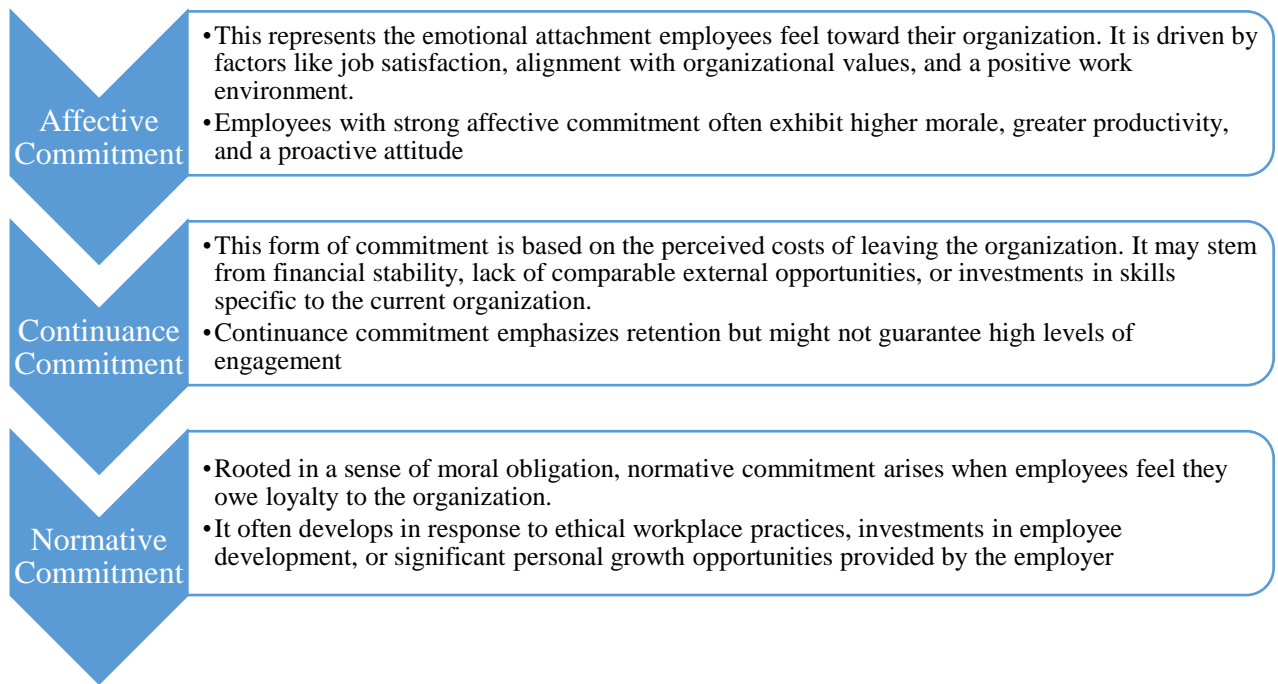 Affective
Commitment
•This represents the emotional attachment employees feel toward their organization. It is driven by
factors like job satisfaction, alignment with organizational values, and a positive work
environment.
•Employees with strong affective commitment often exhibit higher morale, greater productivity,
and a proactive attitude
Continuance
Commitment
•This form of commitment is based on the perceived costs of leaving the organization. It may stem
from financial stability, lack of comparable external opportunities, or investments in skills
specific to the current organization.
•Continuance commitment emphasizes retention but might not guarantee high levels of
engagement
Normative
Commitment
•Rooted in a sense of moral obligation, normative commitment arises when employees feel they
owe loyalty to the organization.
•It often develops in response to ethical workplace practices, investments in employee
development, or significant personal growth opportunities provided by the employer